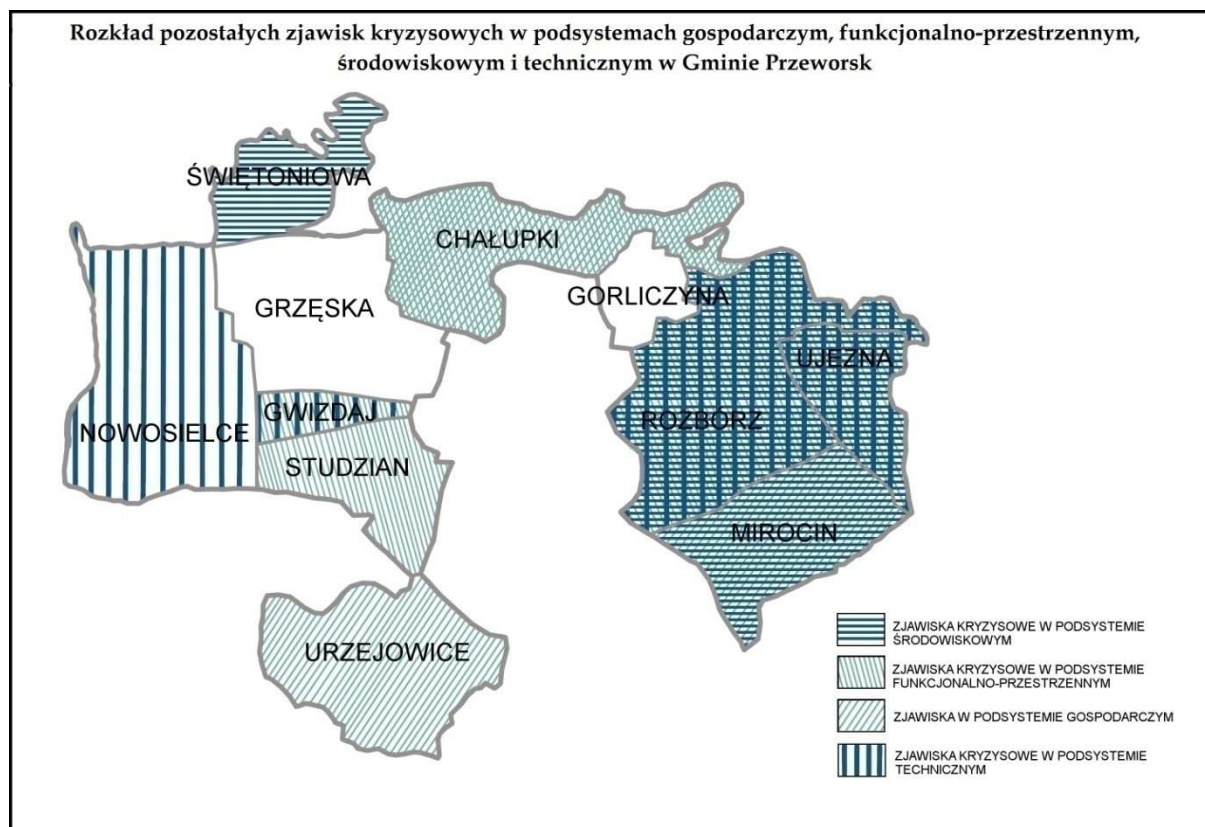 Rozkład pozostałych zjawisk kryzysowych w podsystemach gospodarczym, funkcjonalno-przestrzennym,
środowiskowym i technicznym w Gminie Przeworsk
ŚWIĘTONIOWA
CHAŁUPKI
GRZĘSKA
GORLICZYNA
UJEZNA
GWIZDAJ
ROZBÓRZ
NOWOSIELCE
STUDZIAN
MIROCIN
URZEJOWICE
ZJAWISKA KRYZYSOWE W PODSYSTEMIE
ŚRODOWISKOWYM
ZJAWISKA KRYZYSOWE W PODSYSTEMIE
FUNKCJONALNO-PRZESTRZENNYM
ZJAWISKA W PODSYSTEMIE GOSPODARCZYM
ZJAWISKA KRYZYSOWE W PODSYSTEMIE
TECHNICZNYM